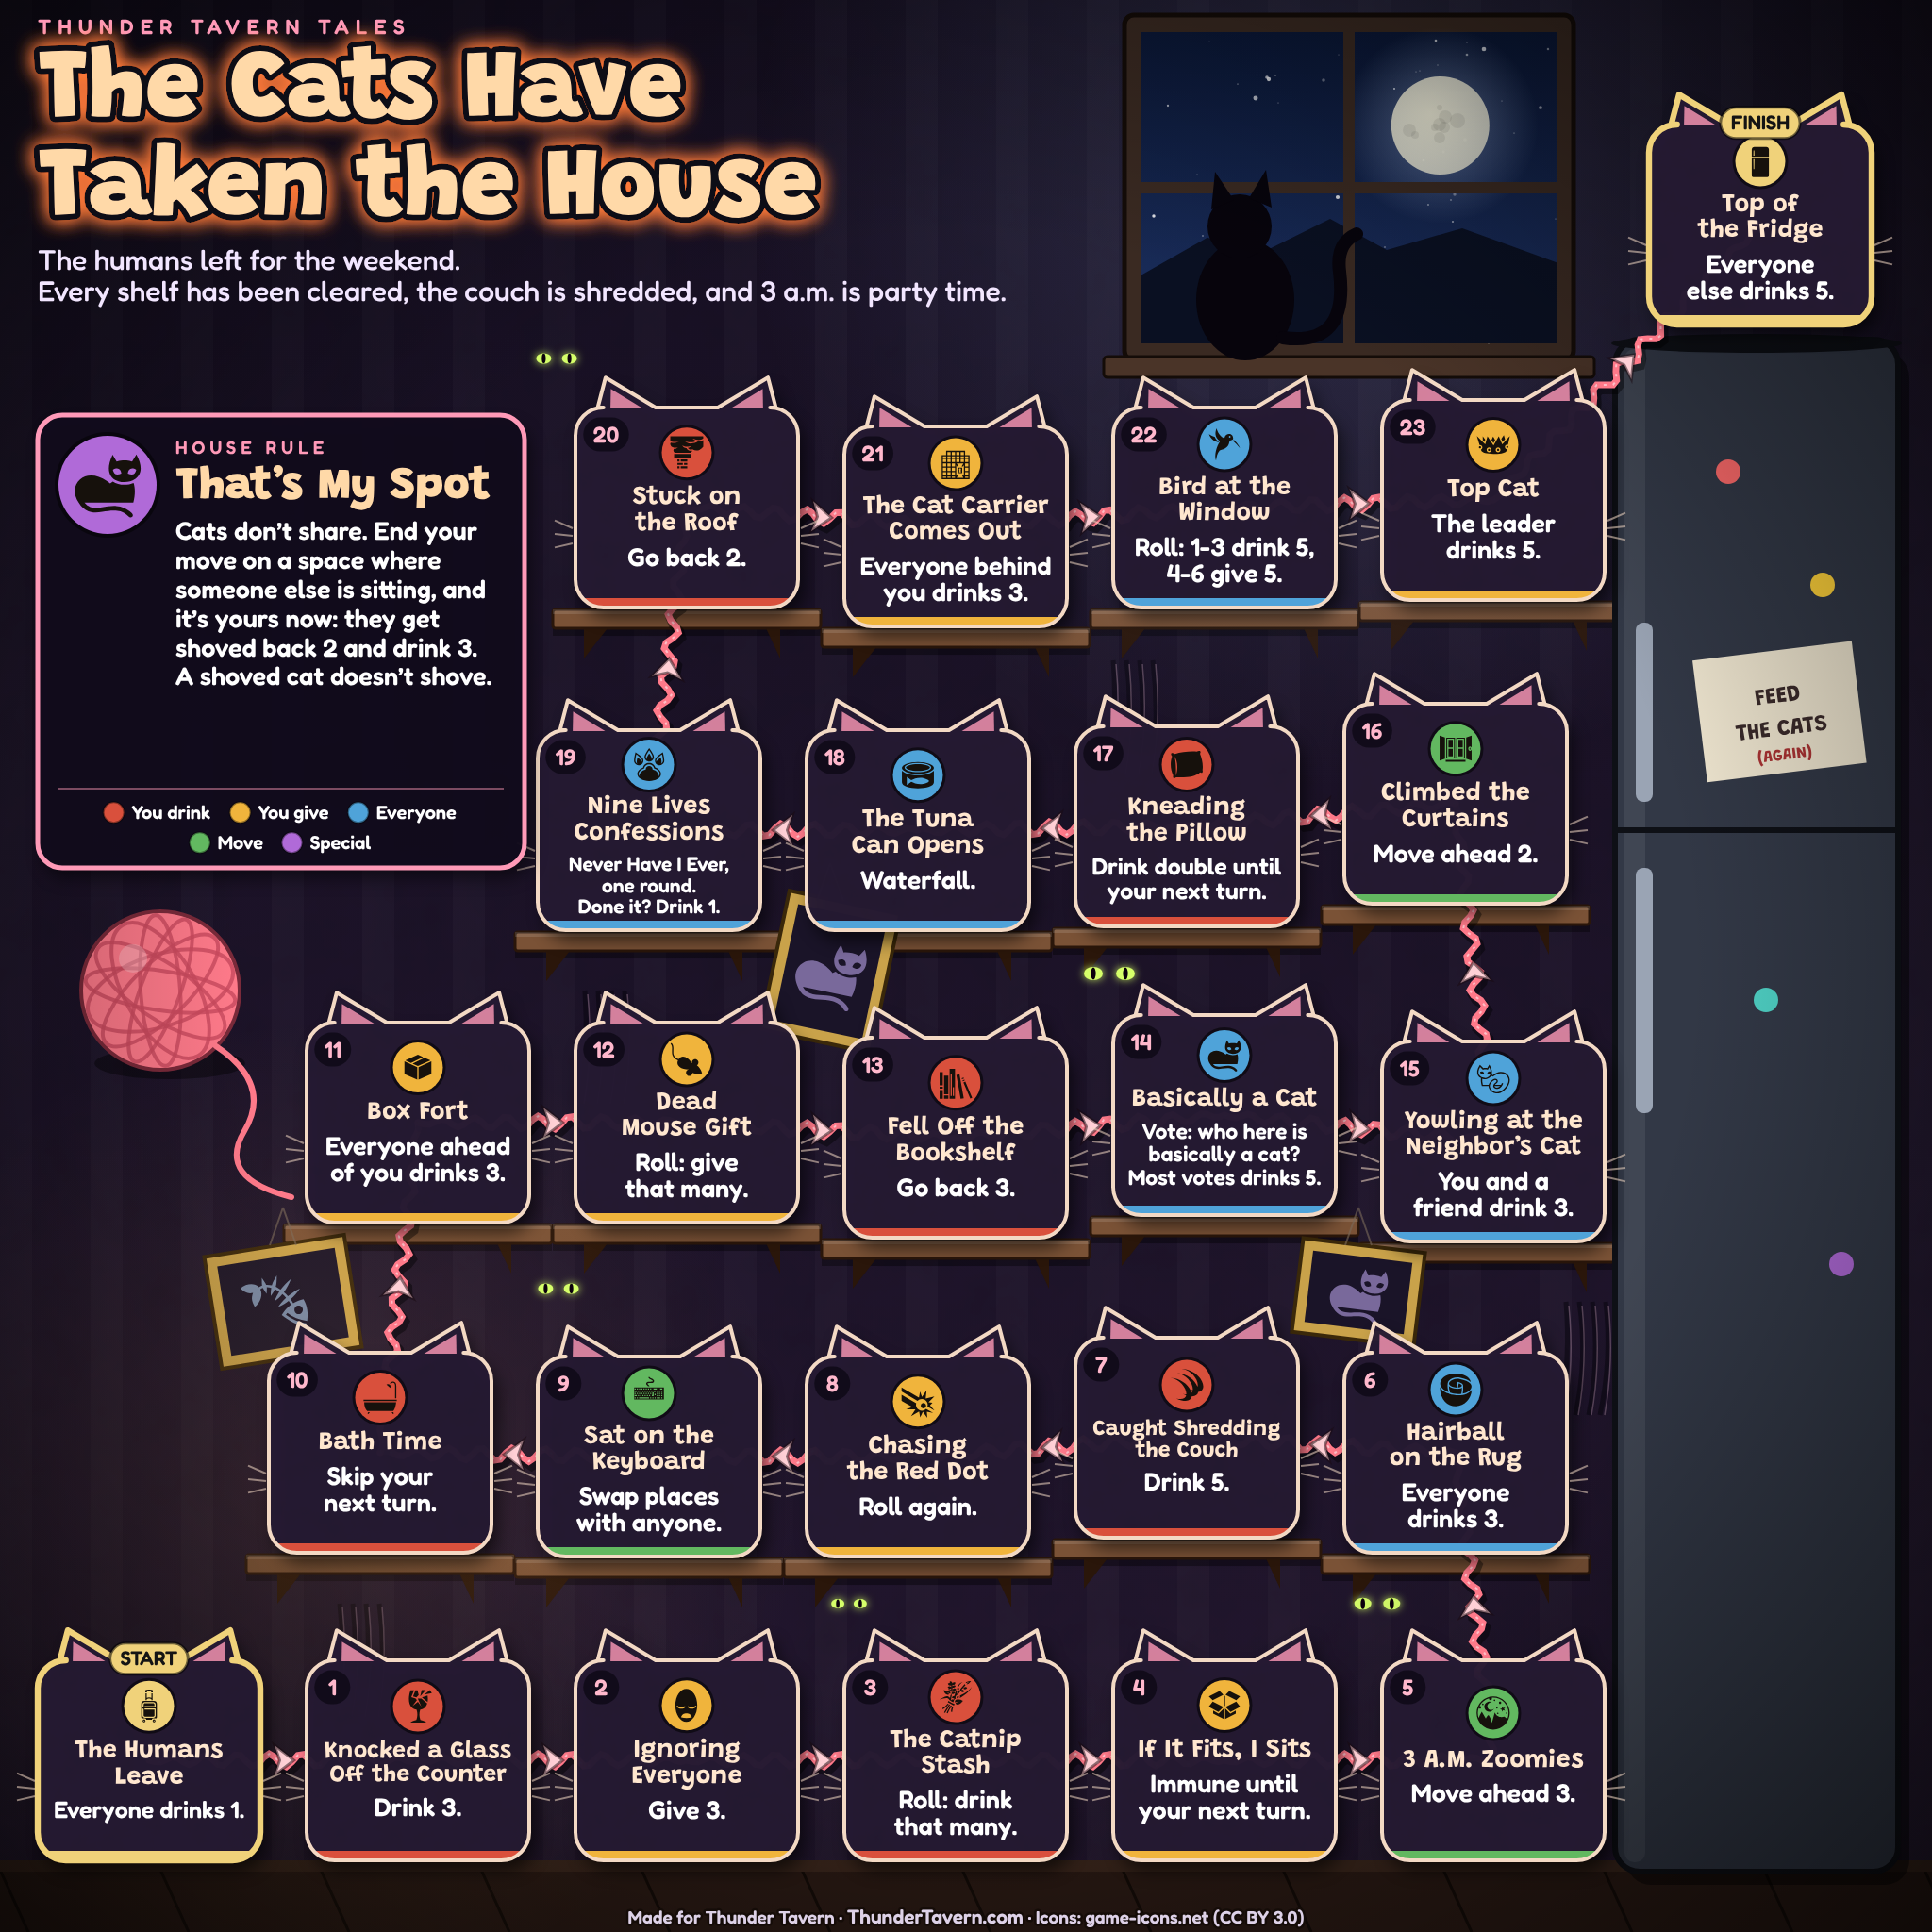 THUNDER TAVERN TALES
The Cats Have
Taken the House
The humans left for the weekend.
Every shelf has been cleared, the couch is shredded, and 3 a.m. is party time.
FINISH
Top of
the Fridge
Everyone
else drinks 5.
HOUSE RULE
That's My Spot
Cats don't share. End your
move on a space where
someone else is sitting, and
it's yours now: they get
shoved back 2 and drink 3.
A shoved cat doesn't shove.
You drink
You give
Everyone
Move
Special
20
Stuck on
the Roof
Go back 2.
21
The Cat Carrier
Comes Out
Everyone behind
you drinks 3.
22
Bird at the
Window
Roll: 1-3 drink 5,
4-6 give 5.
23
Top Cat
The leader
drinks 5.
FEED
THE CATS
(AGAIN)
19
Nine Lives
Confessions
Never Have I Ever,
one round.
Done it? Drink 1.
18
The Tuna
Can Opens
Waterfall.
17
Kneading
the Pillow
Drink double until
your next turn.
16
Climbed the
Curtains
Move ahead 2.
11
Box Fort
Everyone ahead
of you drinks 3.
12
Dead
Mouse Gift
Roll: give
that many.
13
Fell Off the
Bookshelf
Go back 3.
14
Basically a Cat
Vote: who here is
basically a cat?
Most votes drinks 5.
15
Yowling at the
Neighbor's Cat
You and a
friend drink 3.
10
Bath Time
Skip your
next turn.
9
Sat on the
Keyboard
Swap places
with anyone.
8
Chasing
the Red Dot
Roll again.
7
Caught Shredding
the Couch
Drink 5.
6
Hairball
on the Rug
Everyone
drinks 3.
START
The Humans
Leave
Everyone drinks 1.
1
Knocked a Glass
Off the Counter
Drink 3.
2
Ignoring
Everyone
Give 3.
3
The Catnip
Stash
Roll: drink
that many.
4
If It Fits, I Sits
Immune until
your next turn.
5
3 A.M. Zoomies
Move ahead 3.
Made for Thunder Tavern · ThunderTavern.com · Icons: game-icons.net (CC BY 3.0)